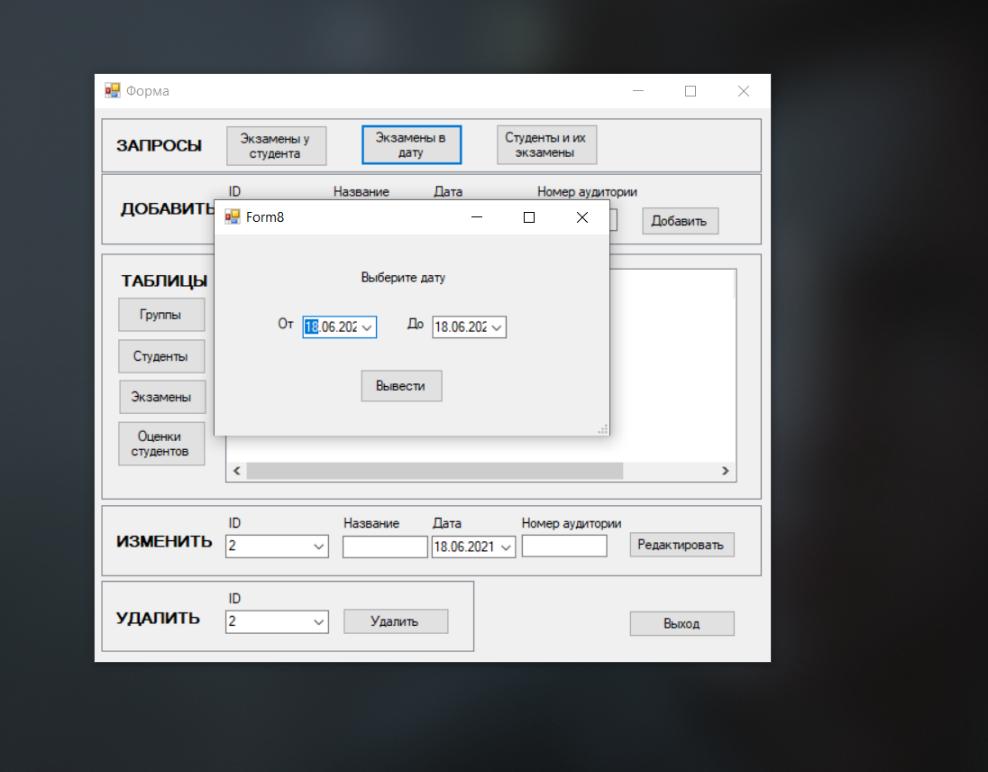 Форма
ЗАПРОСЫ
Экзамены у
студента
Экзамены в
дату
Студенты и их
экзамены
ID
Название
Дата
Номер аудитории
ДОБАВИТЬ
Добавить
Form8
Выберите дату
От
18.06.202
До
18.06.202
Вывести
ТАБЛИЦЫ
Группы
Студенты
Экзамены
Оценки
студентов
ИЗМЕНИТЬ
ID
2
Название
Дата
18.06.2021
Номер аудитории
Редактировать
УДАЛИТЬ
ID
2
Удалить
Выход